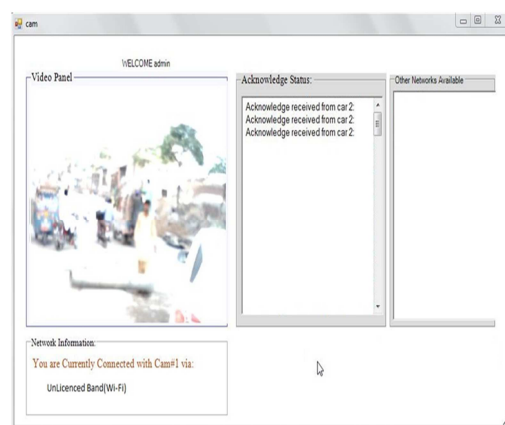 cam
WELCOME admin
Video Panel
Acknowledge Status:
Acknowledge received from car 2:
Acknowledge received from car 2:
Acknowledge received from car 2:
Other Networks Available
Network Information.
You are Currently Connected with Cam#1 via:
UnLicenced Band(Wi-Fi)